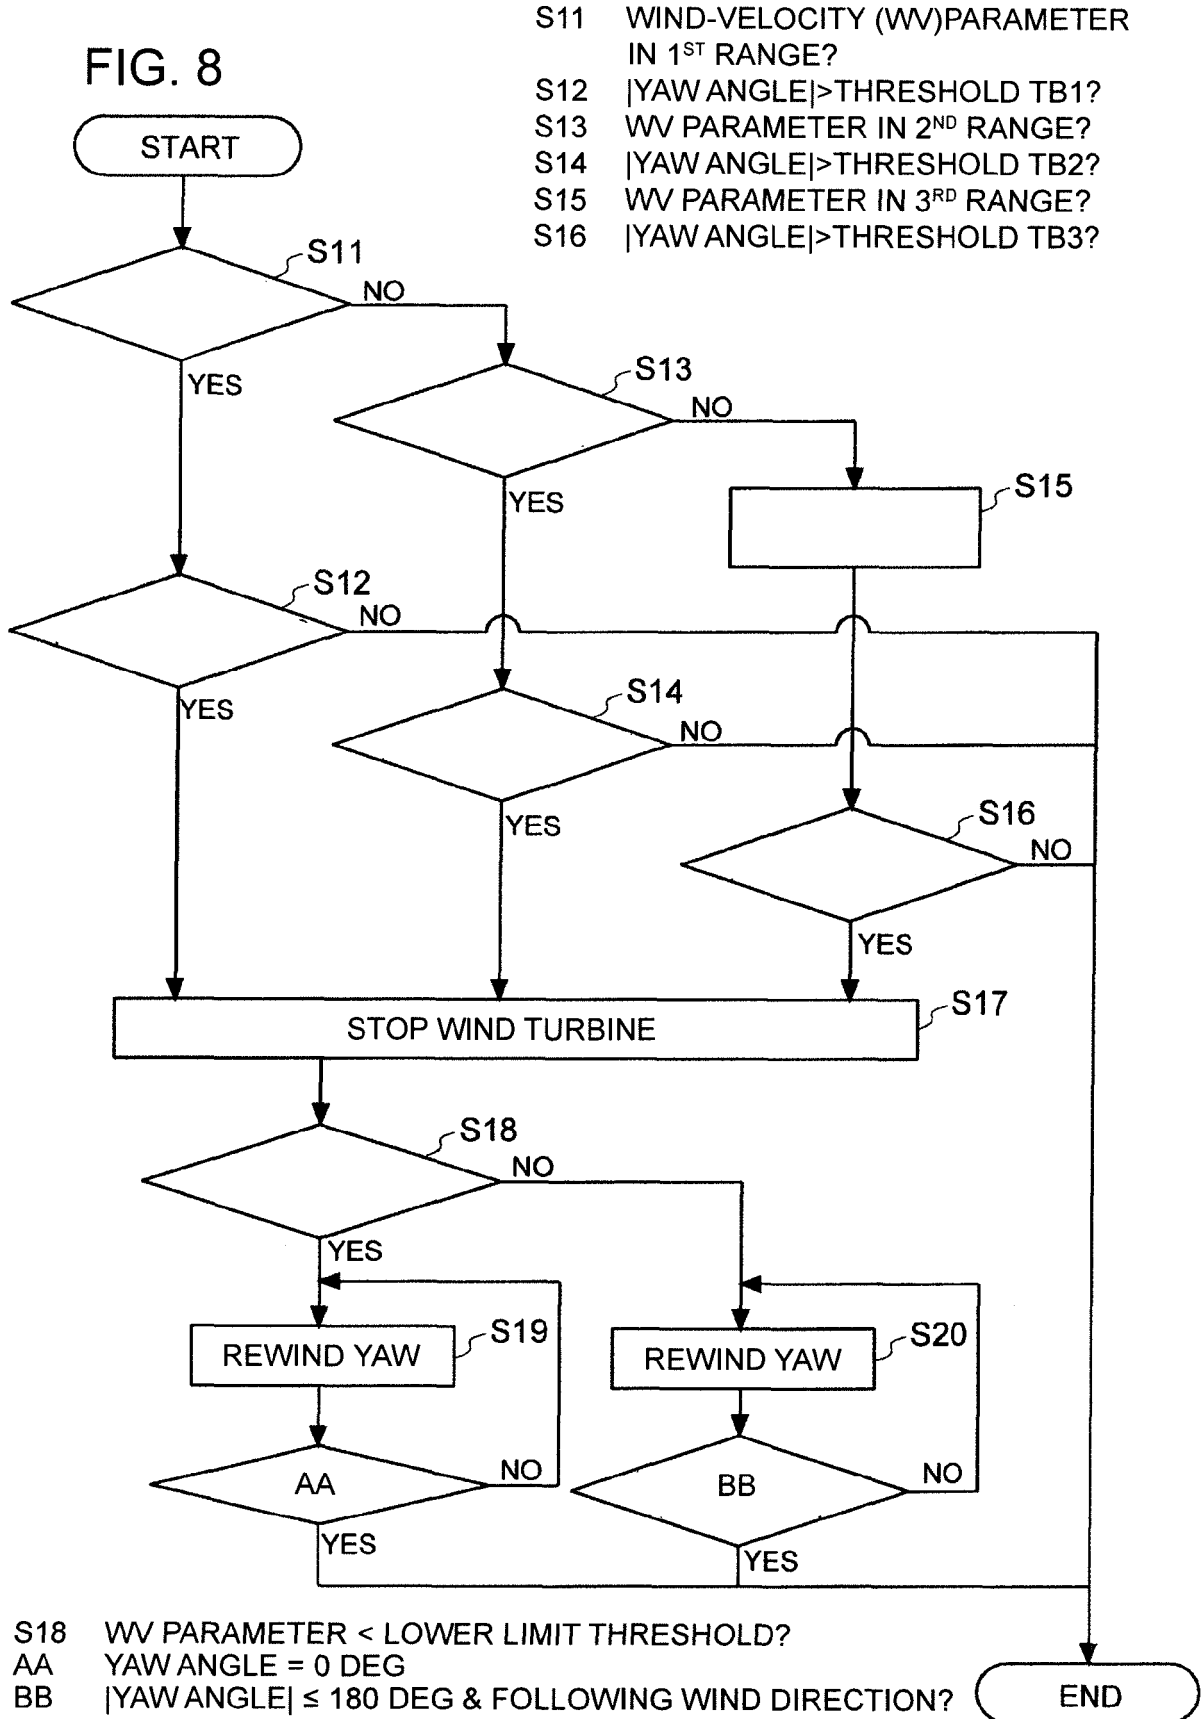 S11 WIND-VELOCITY (WV)PARAMETER
IN 1ST RANGE?
FIG. 8
S12 |YAW ANGLE|>THRESHOLD TB1?
S13 WV PARAMETER IN 2ND RANGE?
START
S14 |YAW ANGLE|>THRESHOLD TB2?
S15 WV PARAMETER IN 3RD RANGE?
S16 |YAW ANGLE|>THRESHOLD TB3?
S11
NO
YES
S13
NO
YES
S15
S12
NO
YES
S14
NO
YES
S16
NO
YES
S17
STOP WIND TURBINE
S18
NO
YES
S19
REWIND YAW
S20
REWIND YAW
AA
NO
YES
BB
NO
YES
S18 WV PARAMETER < LOWER LIMIT THRESHOLD?
AA YAW ANGLE = 0 DEG
BB |YAW ANGLE| ≤ 180 DEG & FOLLOWING WIND DIRECTION?
END